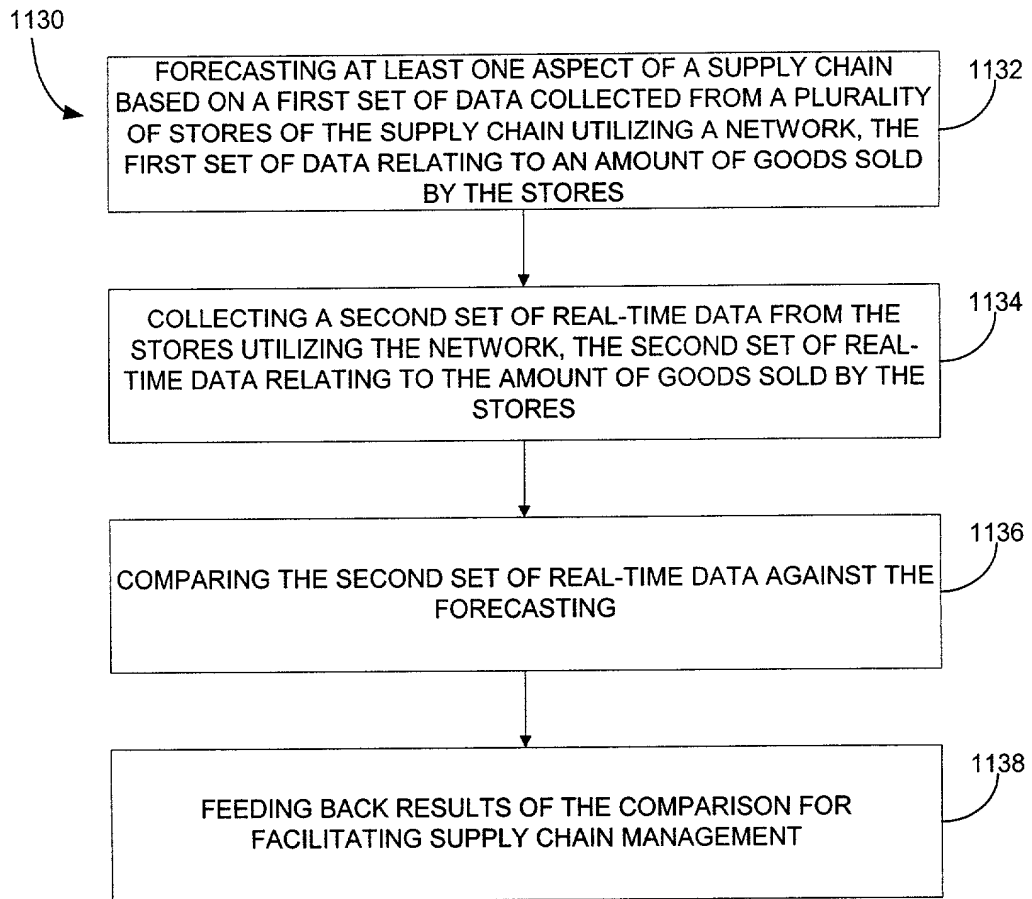 1130
FORECASTING AT LEAST ONE ASPECT OF A SUPPLY CHAIN
BASED ON A FIRST SET OF DATA COLLECTED FROM A PLURALITY
OF STORES OF THE SUPPLY CHAIN UTILIZING A NETWORK, THE
FIRST SET OF DATA RELATING TO AN AMOUNT OF GOODS SOLD
BY THE STORES
1132
COLLECTING A SECOND SET OF REAL-TIME DATA FROM THE
STORES UTILIZING THE NETWORK, THE SECOND SET OF REAL-
TIME DATA RELATING TO THE AMOUNT OF GOODS SOLD BY THE
STORES
1134
COMPARING THE SECOND SET OF REAL-TIME DATA AGAINST THE
FORECASTING
1136
FEEDING BACK RESULTS OF THE COMPARISON FOR
FACILITATING SUPPLY CHAIN MANAGEMENT
1138